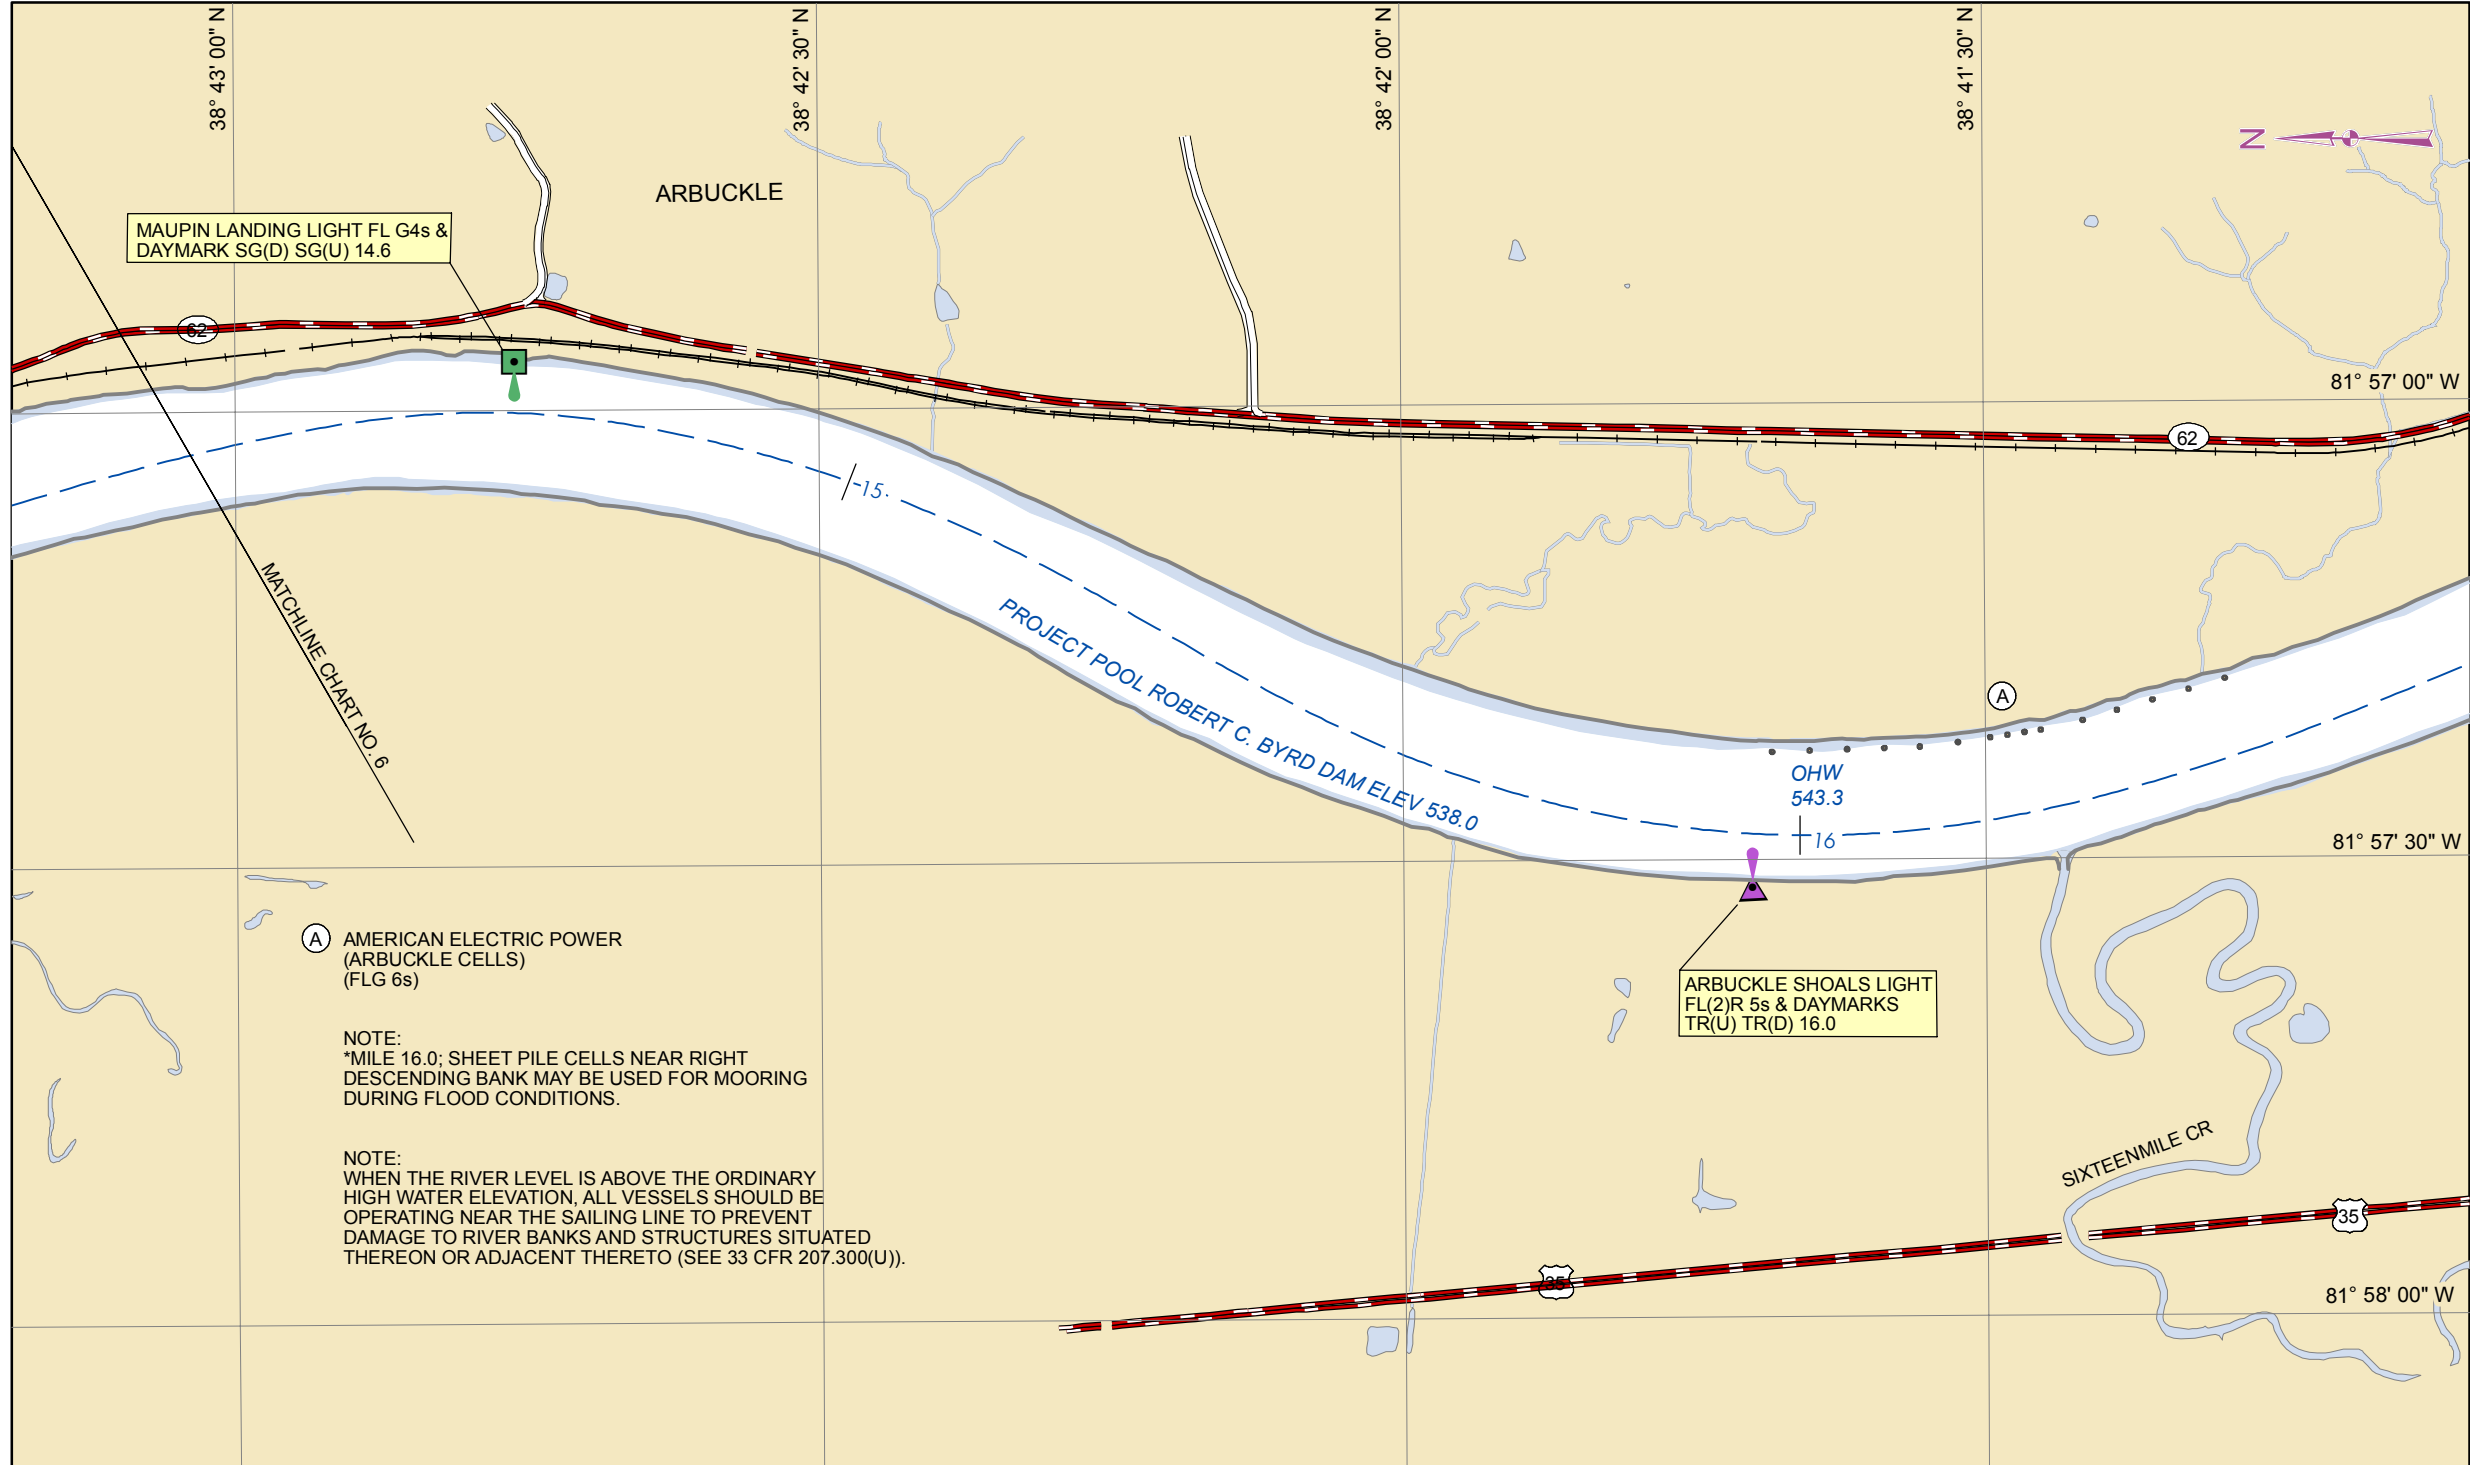 38° 43' 00" N
38° 42' 30" N
38° 42' 00" N
38° 41' 30" N
N
ARBUCKLE
MAUPIN LANDING LIGHT FL G4s &
DAYMARK SG(D) SG(U) 14.6
62
81° 57' 00" W
62
15
MATCHLINE CHART NO. 6
PROJECT POOL ROBERT C. BYRD DAM ELEV 538.0
A
OHW
543.3
16
81° 57' 30" W
A AMERICAN ELECTRIC POWER
(ARBUCKLE CELLS)
(FLG 6s)
ARBUCKLE SHOALS LIGHT
FL(2)R 5s & DAYMARKS
TR(U) TR(D) 16.0
NOTE:
*MILE 16.0; SHEET PILE CELLS NEAR RIGHT
DESCENDING BANK MAY BE USED FOR MOORING
DURING FLOOD CONDITIONS.
NOTE:
WHEN THE RIVER LEVEL IS ABOVE THE ORDINARY
HIGH WATER ELEVATION, ALL VESSELS SHOULD BE
OPERATING NEAR THE SAILING LINE TO PREVENT
DAMAGE TO RIVER BANKS AND STRUCTURES SITUATED
THEREON OR ADJACENT THERETO (SEE 33 CFR 207.300(U)).
SIXTEENMILE CR
35
35
81° 58' 00" W